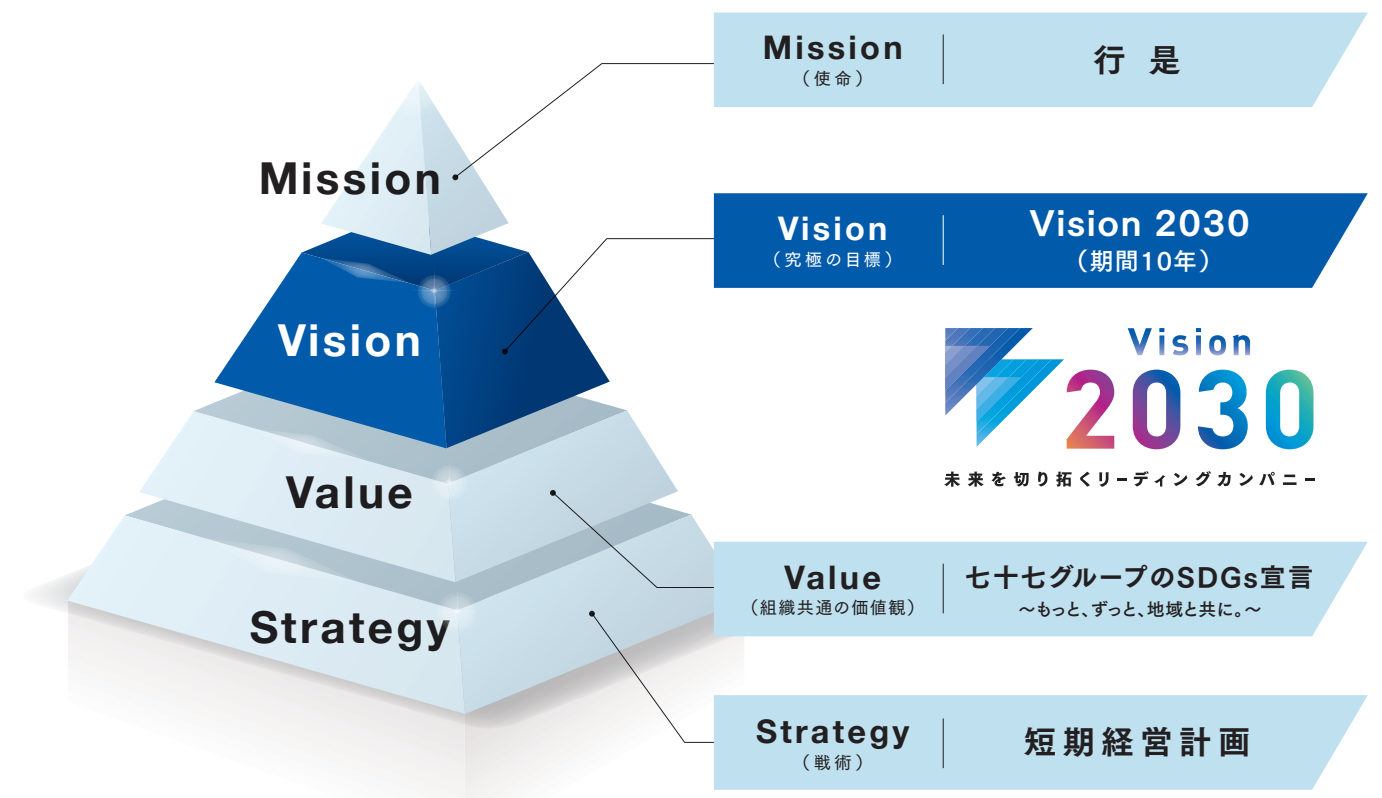 Mission
Vision
Value
Strategy
Mission
（使命）
行是
Vision
（究極の目標）
Vision 2030
（期間10年）
Vision
2030
未来を切り拓くリーディングカンパニー
Value
（組織共通の価値観）
七十七グループのSDGs宣言
～もっと、ずっと、地域と共に。～
Strategy
（戦術）
短期経営計画